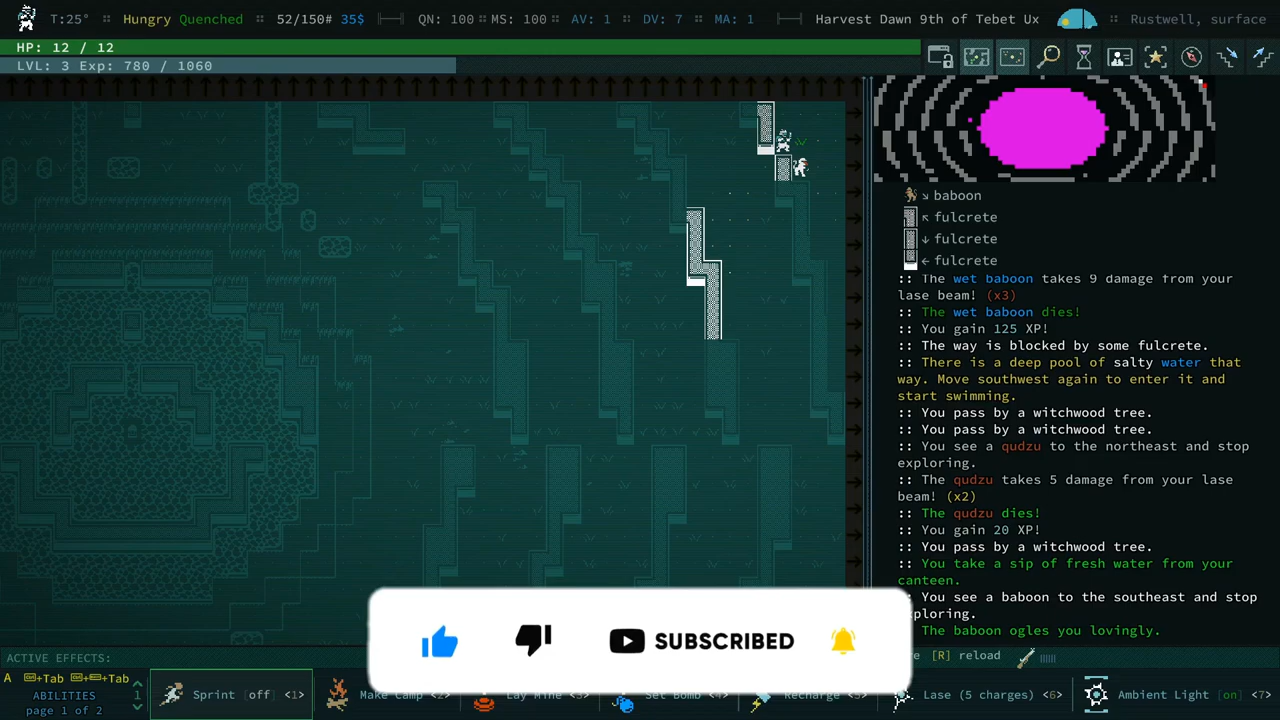 T:25° :: Hungry Quenched :: 52/150# 35$ QN: 100 :: MS: 100 :: AV: 1 :: DV: 7 :: MA: 1 Harvest Dawn 9th of Tebet Ux :: Rustwell, surface
HP: 12 / 12
LVL: 3 Exp: 780 / 1060
baboon
fulcrete
fulcrete
fulcrete
:: The wet baboon takes 9 damage from your
lase beam! (x3)
:: The wet baboon dies!
:: You gain 125 XP!
:: The way is blocked by some fulcrete.
:: There is a deep pool of salty water that
way. Move southwest again to enter it and
start swimming.
:: You pass by a witchwood tree.
:: You pass by a witchwood tree.
:: You see a qudzu to the northeast and stop
exploring.
:: The qudzu takes 5 damage from your lase
beam! (x2)
:: The qudzu dies!
:: You gain 20 XP!
:: You pass by a witchwood tree.
:: You take a sip of fresh water from your
canteen.
:: You see a baboon to the southeast and stop
exploring.
The baboon ogles you lovingly.
SUBSCRIBED
[R] reload
ACTIVE EFFECTS:
A +Tab +Tab
ABILITIES 1
page 1 of 2
Sprint [off] <1> Make Camp <2> Lay Mine <3> Set Bomb <4> Recharge <5> Lase (5 charges) <6> Ambient Light [on] <7>